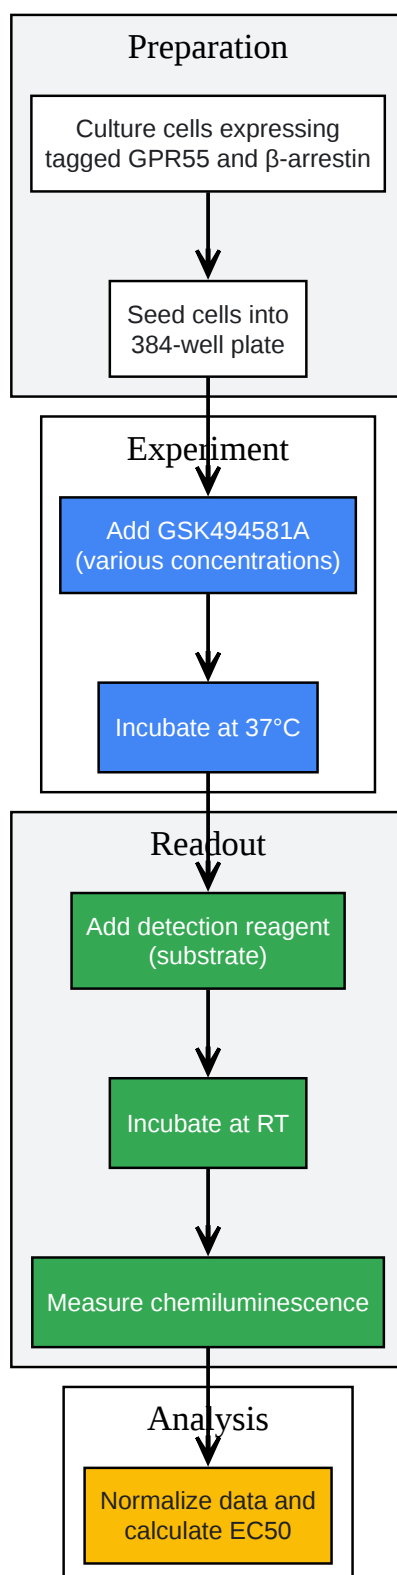 Preparation
Culture cells expressing
tagged GPR55 and β-arrestin
Seed cells into
384-well plate
Experiment
Add GSK494581A
(various concentrations)
Incubate at 37°C
Readout
Add detection reagent
(substrate)
Incubate at RT
Measure chemiluminescence
Analysis
Normalize data and
calculate EC50